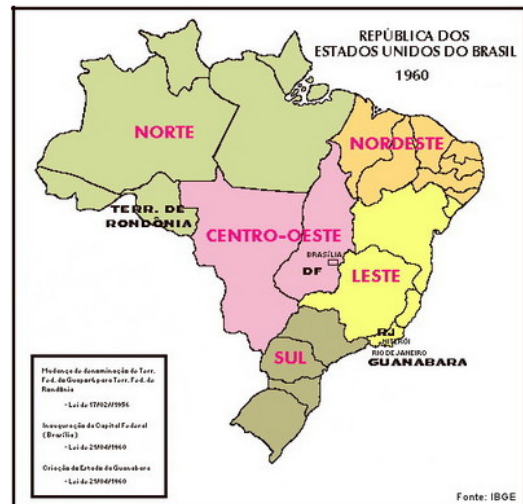 REPÚBLICA DOS
ESTADOS UNIDOS DO BRASIL
1960
NORTE
NORDESTE
TERR. DE
RONDÔNIA
CENTRO-OESTE
BRASÍLIA
DF
LESTE
RJ
NITERÓI
RIO DE JANEIRO
GUANABARA
SUL
Mudança de denominação de Terr.
Fed. do Guaporé para Terr. Fed. de
Rondônia
- Lei de 17/02/1956
Inauguração da Capital Federal
(Brasília)
- Lei de 21/04/1960
Criação do Estado da Guanabara
- Lei de 21/04/1960
Fonte: IBGE